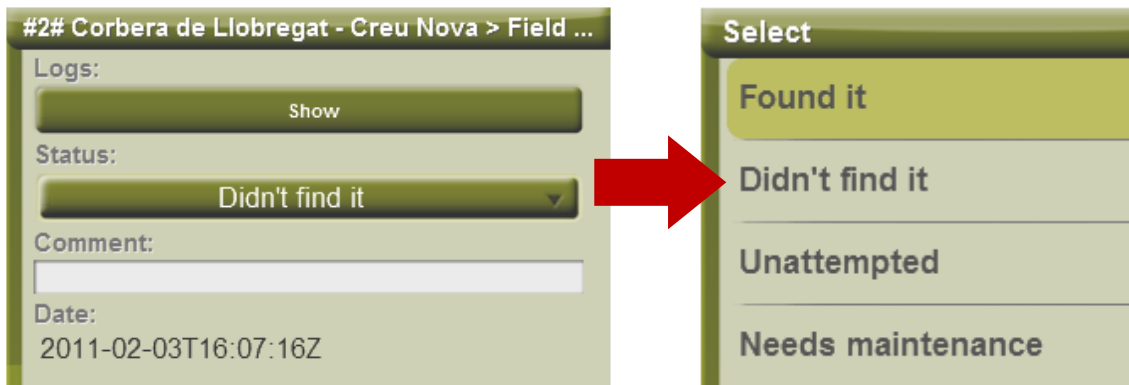 #2# Corbera de Llobregat - Creu Nova > Field ...
Logs:
Show
Status:
Didn't find it
Comment:
Date:
2011-02-03T16:07:16Z
Select
Found it
Didn't find it
Unattempted
Needs maintenance